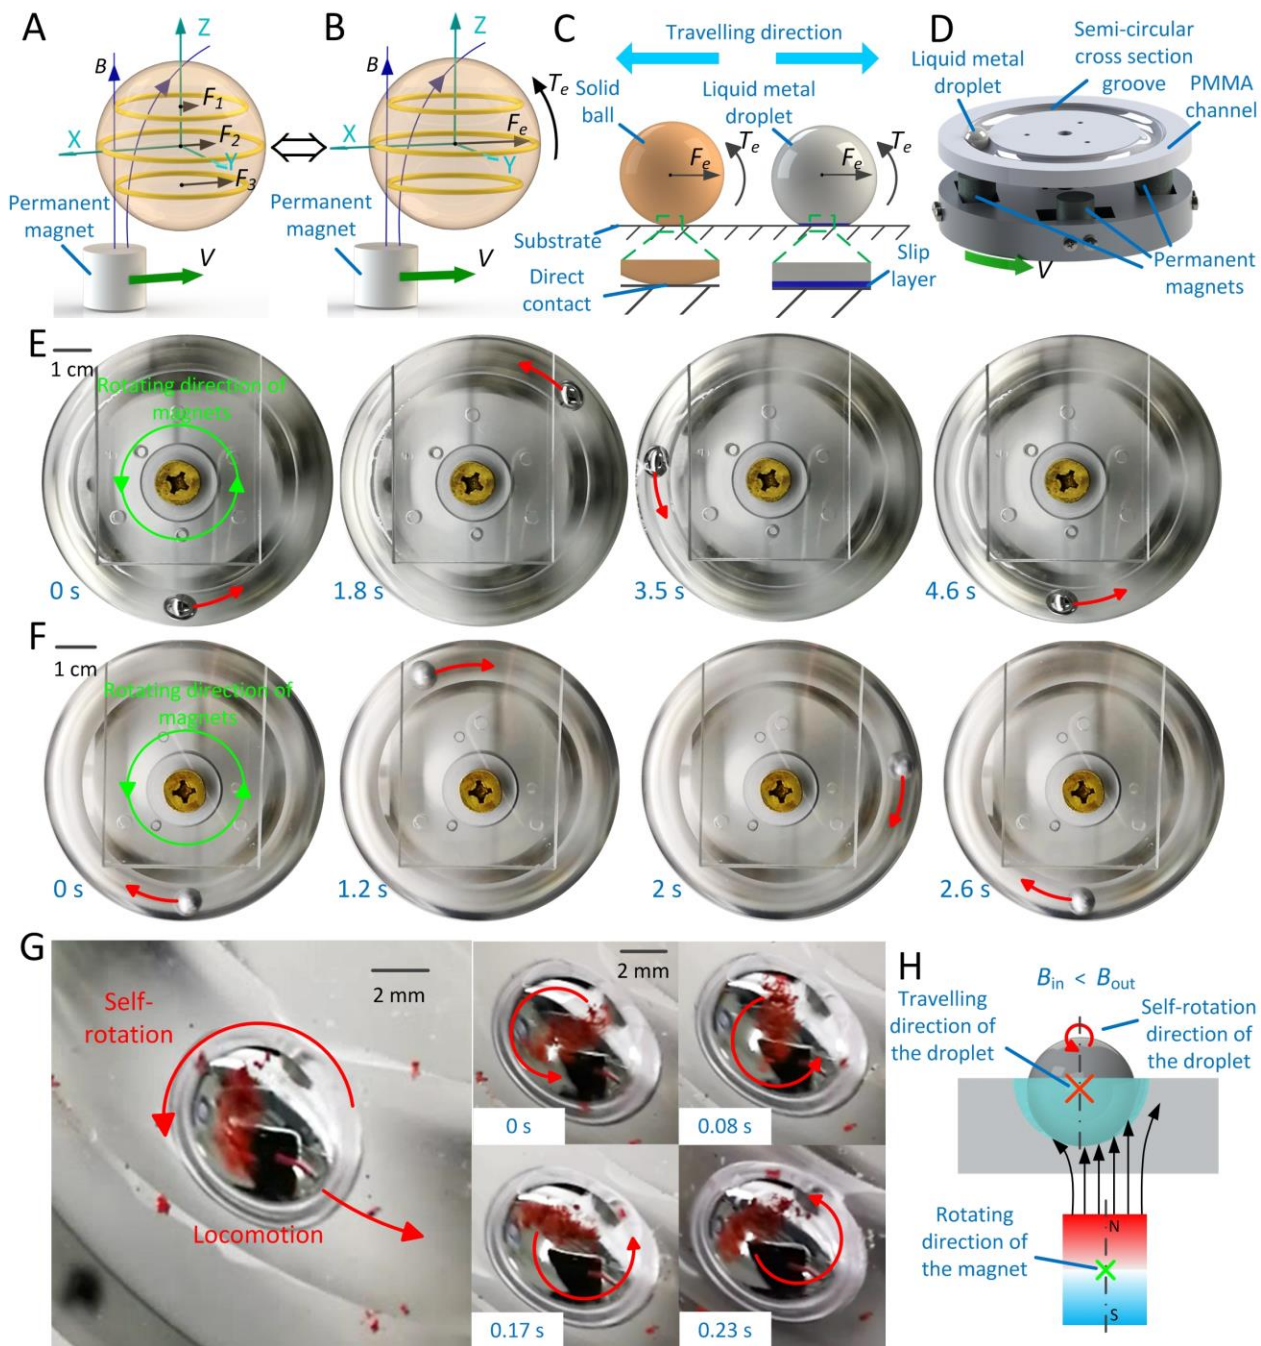 A
Z
B
F1
F2
X
Y
F3
Permanent
magnet
V
B
Z
B
Te
Fe
X
Y
Permanent
magnet
V
C
Travelling direction
Solid
ball
Liquid metal
droplet
Fe
Te
Fe
Te
Substrate
Direct
contact
Slip
layer
D
Liquid metal
droplet
Semi-circular
cross section
groove
PMMA
channel
V
Permanent
magnets
E
1 cm
Rotating direction of
magnets
0 s
1.8 s
3.5 s
4.6 s
F
1 cm
Rotating direction of
magnets
0 s
1.2 s
2 s
2.6 s
G
Self-
rotation
2 mm
Locomotion
2 mm
0 s
0.08 s
0.17 s
0.23 s
H
Bin < Bout
Travelling
direction of
the droplet
Self-rotation
direction of
the droplet
Rotating
direction of
the magnet
N
S